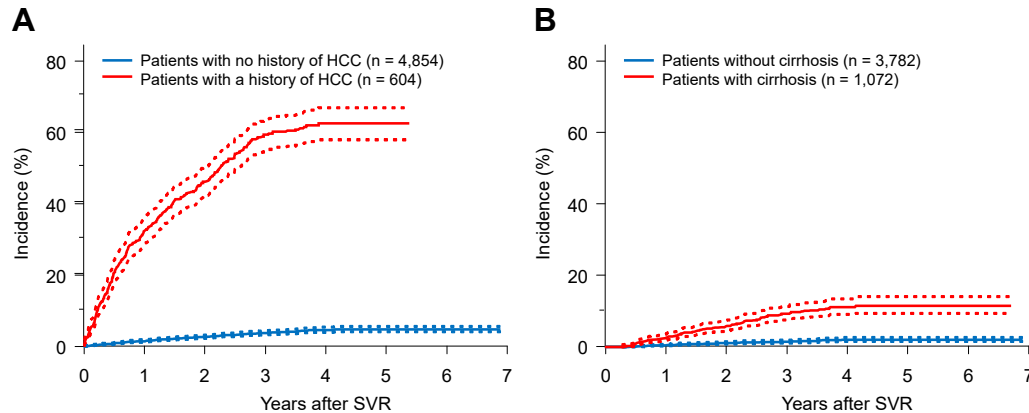 A
Patients with no history of HCC (n = 4,854)
Patients with a history of HCC (n = 604)
Incidence (%)
80
60
40
20
0
0 1 2 3 4 5 6 7
Years after SVR
B
Patients without cirrhosis (n = 3,782)
Patients with cirrhosis (n = 1,072)
Incidence (%)
80
60
40
20
0
0 1 2 3 4 5 6 7
Years after SVR